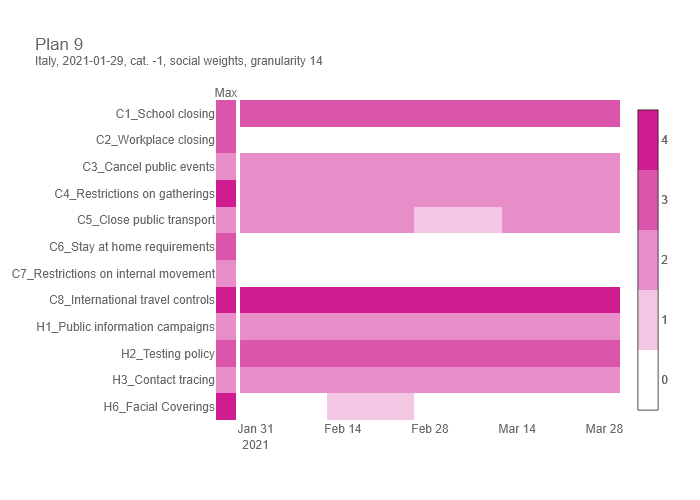 Plan 9
Italy, 2021-01-29, cat. -1, social weights, granularity 14
Max
C1_School closing
C2_Workplace closing
C3_Cancel public events
C4_Restrictions on gatherings
C5_Close public transport
C6_Stay at home requirements
C7_Restrictions on internal movement
C8_International travel controls
H1_Public information campaigns
H2_Testing policy
H3_Contact tracing
H6_Facial Coverings
4
3
2
1
0
Jan 31 Feb 14 Feb 28 Mar 14 Mar 28
2021